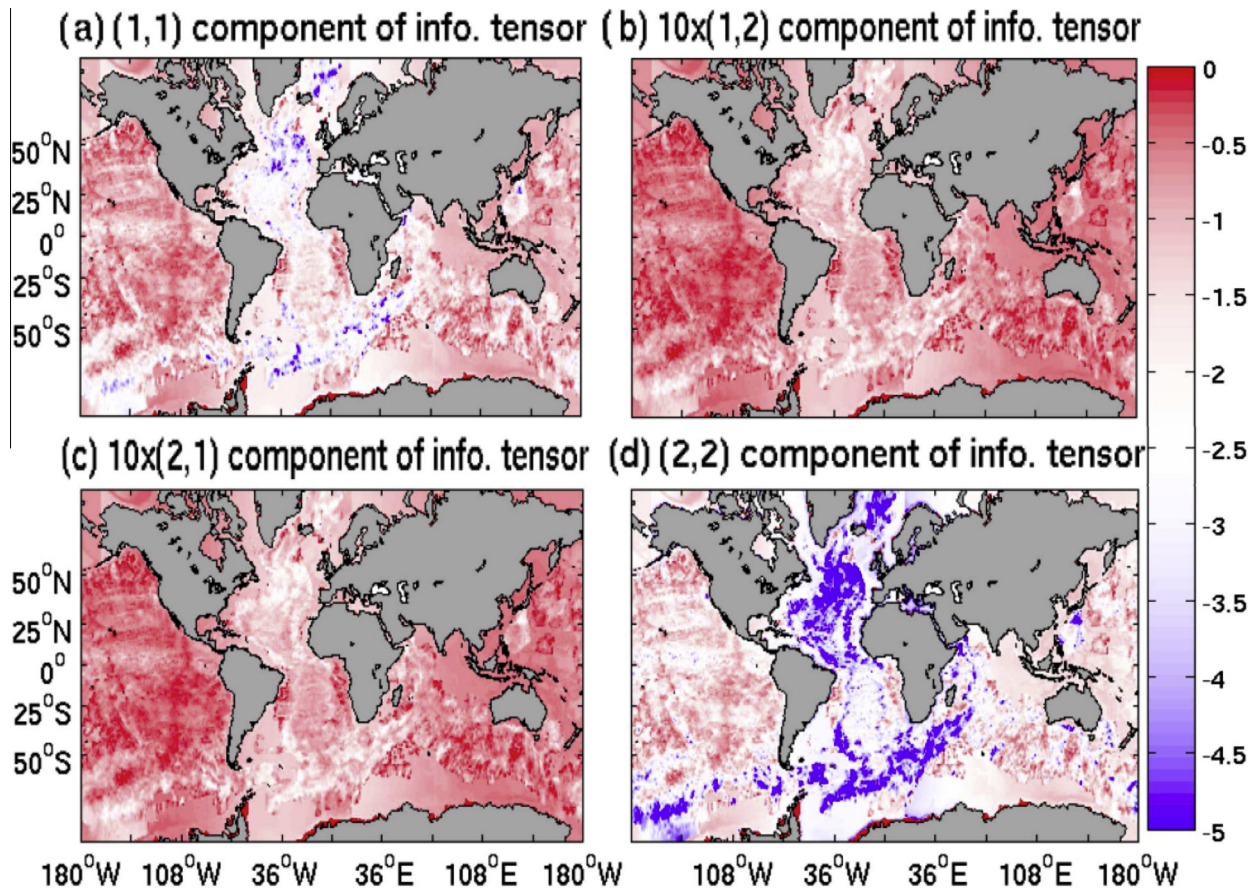 (a) (1,1) component of info. tensor
(b) 10x(1,2) component of info. tensor
50°N
25°N
0°
25°S
50°S
0
-0.5
-1
-1.5
-2
-2.5
-3
-3.5
-4
-4.5
-5
(c) 10x(2,1) component of info. tensor
(d) (2,2) component of info. tensor
50°N
25°N
0°
25°S
50°S
180°W 108°W 36°W 36°E 108°E 180°W
108°W 36°W 36°E 108°E 180°W